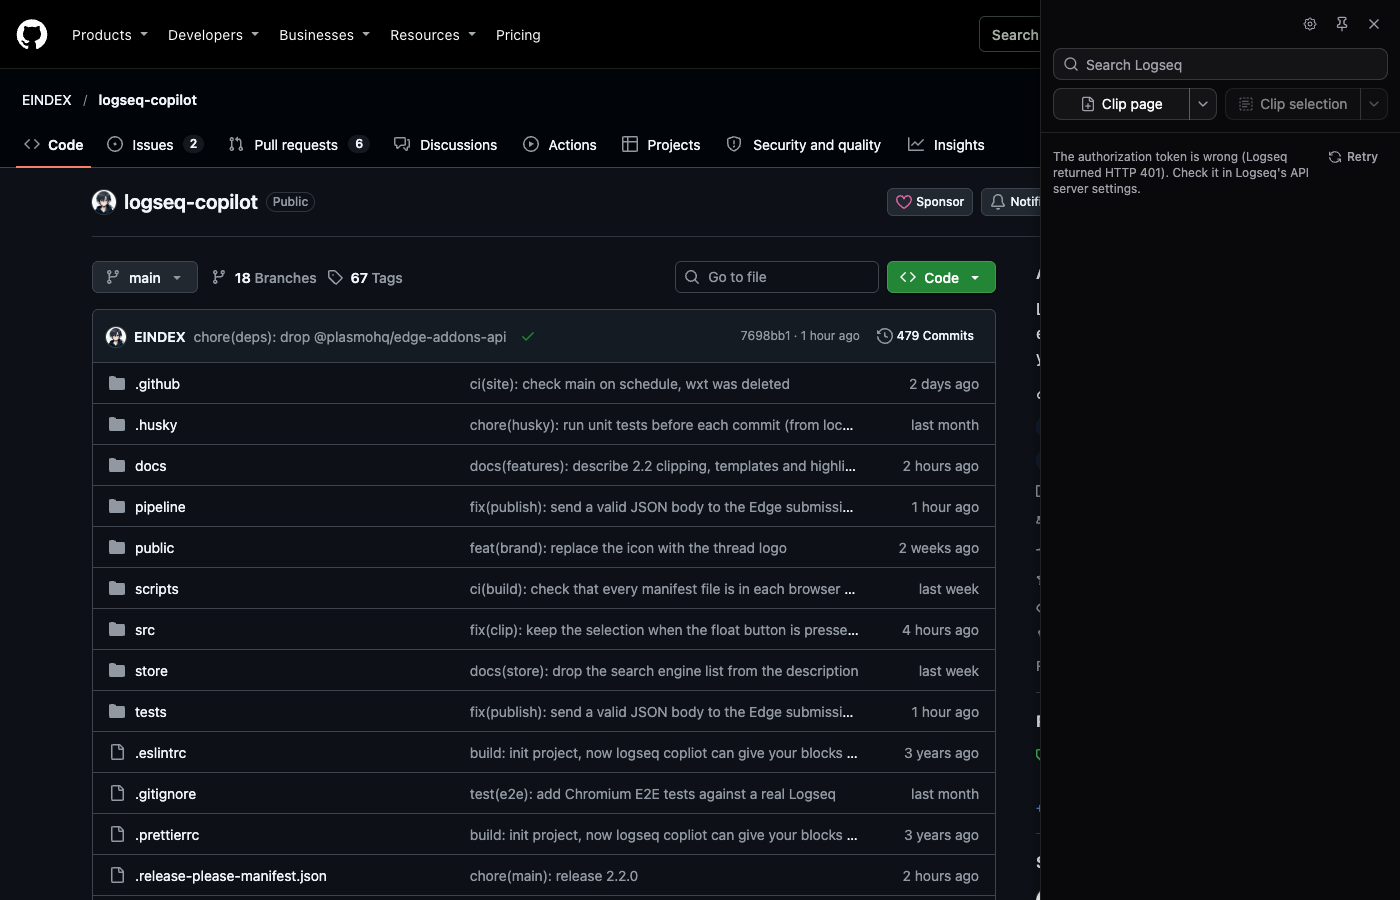 Products
Developers
Businesses
Resources
Pricing
Search
EINDEX / logseq-copilot
Code
Issues 2
Pull requests 6
Discussions
Actions
Projects
Security and quality
Insights
logseq-copilot Public
Sponsor
Notifi
main
18 Branches
67 Tags
Go to file
Code
EINDEX chore(deps): drop @plasmohq/edge-addons-api 7698bb1 · 1 hour ago 479 Commits
.github ci(site): check main on schedule, wxt was deleted 2 days ago
.husky chore(husky): run unit tests before each commit (from loc... last month
docs docs(features): describe 2.2 clipping, templates and highli... 2 hours ago
pipeline fix(publish): send a valid JSON body to the Edge submissi... 1 hour ago
public feat(brand): replace the icon with the thread logo 2 weeks ago
scripts ci(build): check that every manifest file is in each browser ... last week
src fix(clip): keep the selection when the float button is presse... 4 hours ago
store docs(store): drop the search engine list from the description last week
tests fix(publish): send a valid JSON body to the Edge submissi... 1 hour ago
.eslintrc build: init project, now logseq copliot can give your blocks ... 3 years ago
.gitignore test(e2e): add Chromium E2E tests against a real Logseq last month
.prettierrc build: init project, now logseq copliot can give your blocks ... 3 years ago
.release-please-manifest.json chore(main): release 2.2.0 2 hours ago
Search Logseq
Clip page
Clip selection
The authorization token is wrong (Logseq
returned HTTP 401). Check it in Logseq's API
server settings.
Retry